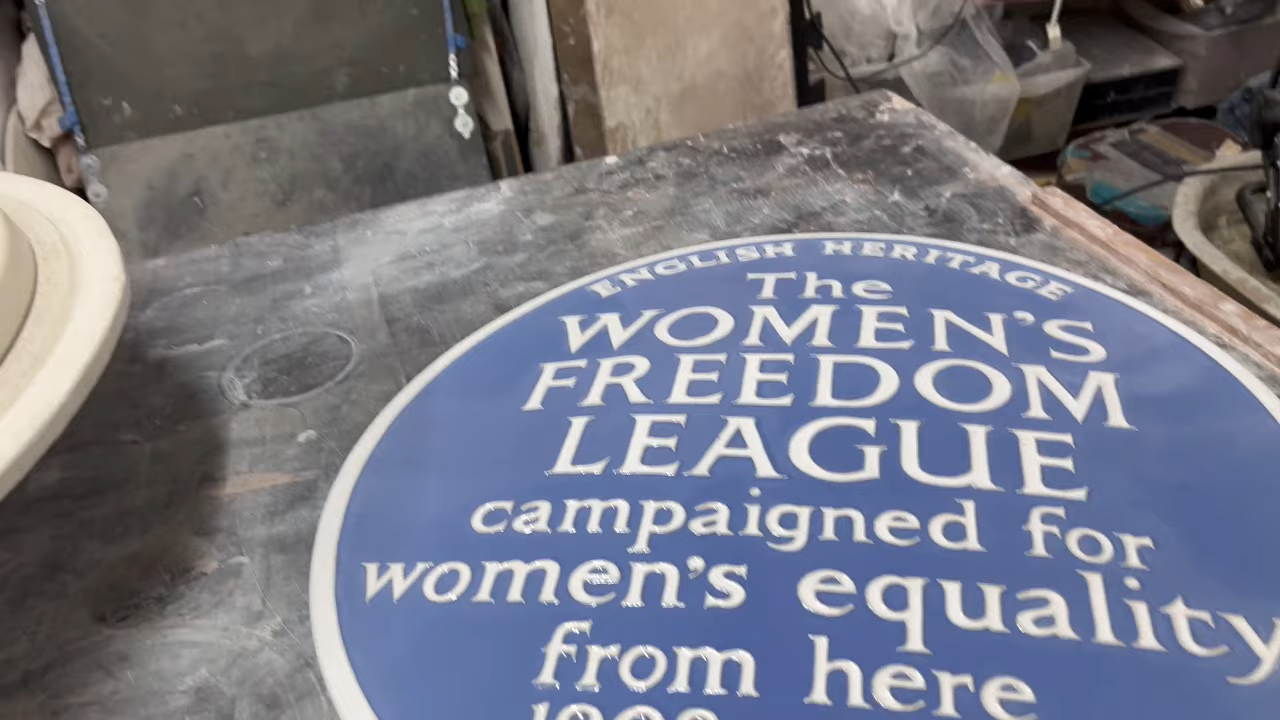 ENGLISH HERITAGE
The
WOMEN'S
FREEDOM
LEAGUE
campaigned for
women's equality
from here